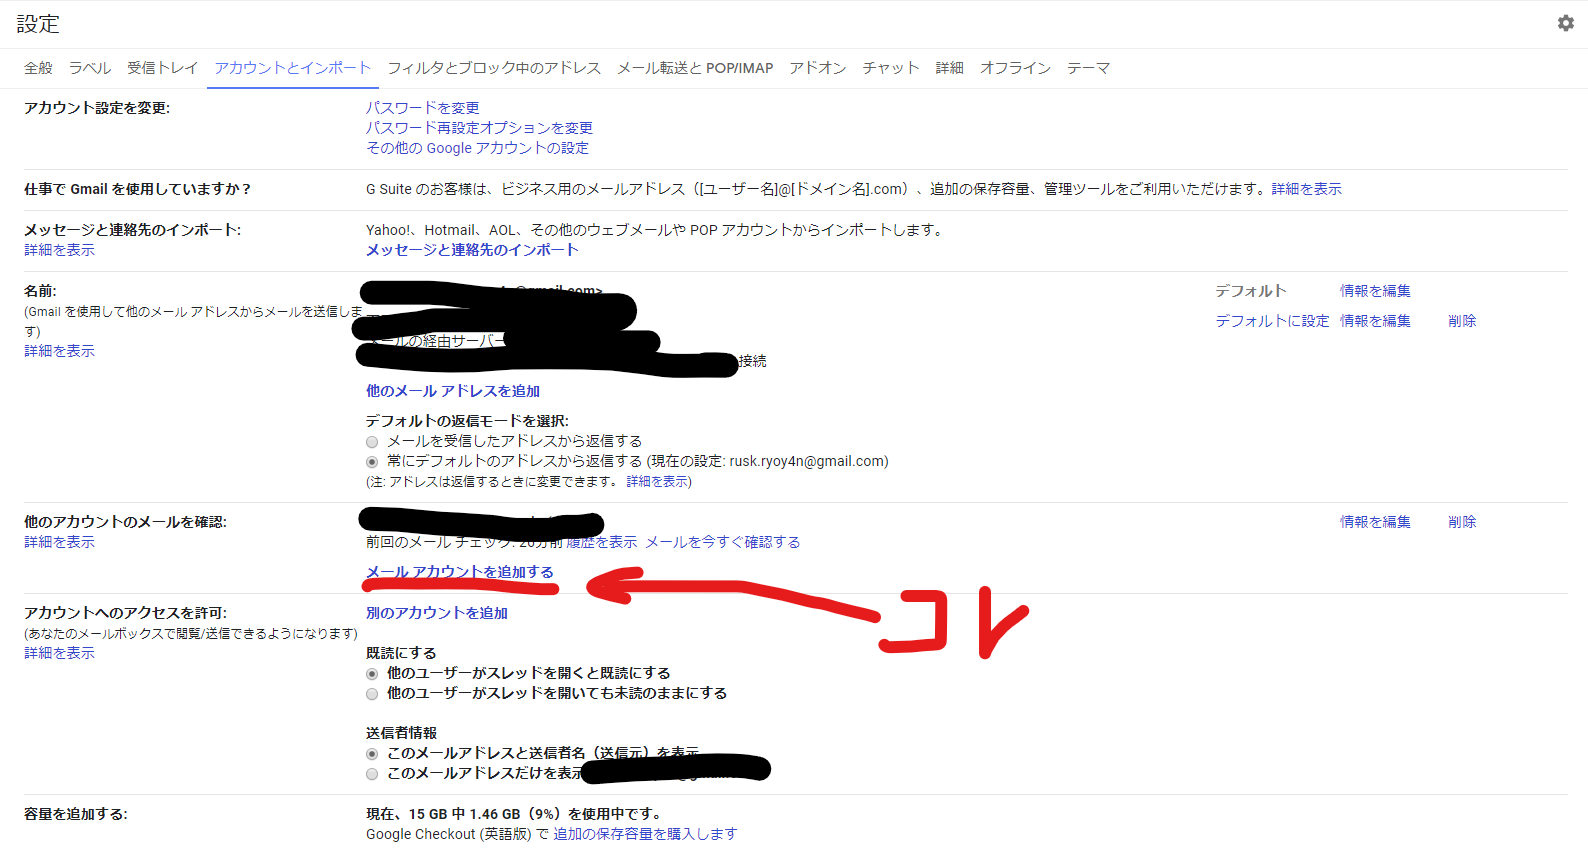 設定
全般 ラベル 受信トレイ アカウントとインポート フィルタとブロック中のアドレス メール転送と POP/IMAP アドオン チャット 詳細 オフライン テーマ
アカウント設定を変更: パスワードを変更
パスワード再設定オプションを変更
その他の Google アカウントの設定
仕事で Gmail を使用していますか？ G Suite のお客様は、ビジネス用のメールアドレス（[ユーザー名]@[ドメイン名].com）、追加の保存容量、管理ツールをご利用いただけます。詳細を表示
メッセージと連絡先のインポート: Yahoo!、Hotmail、AOL、その他のウェブメールや POP アカウントからインポートします。
詳細を表示 メッセージと連絡先のインポート
名前: デフォルト 情報を編集
(Gmail を使用して他のメール アドレスからメールを送信しま
す) デフォルトに設定 情報を編集 削除
詳細を表示 メールの経由サーバー
接続
他のメール アドレスを追加
デフォルトの返信モードを選択:
メールを受信したアドレスから返信する
常にデフォルトのアドレスから返信する (現在の設定: rusk.ryoy4n@gmail.com)
(注: アドレスは返信するときに変更できます。 詳細を表示)
他のアカウントのメールを確認: 情報を編集 削除
詳細を表示 前回のメール チェック: 20分前 履歴を表示 メールを今すぐ確認する
メール アカウントを追加する
コレ
アカウントへのアクセスを許可: 別のアカウントを追加
(あなたのメールボックスで閲覧/送信できるようになります)
詳細を表示 既読にする
他のユーザーがスレッドを開くと既読にする
他のユーザーがスレッドを開いても未読のままにする
送信者情報
このメールアドレスと送信者名（送信元）を表示
このメールアドレスだけを表示
容量を追加する: 現在、15 GB 中 1.46 GB（9%）を使用中です。
Google Checkout (英語版) で 追加の保存容量を購入します